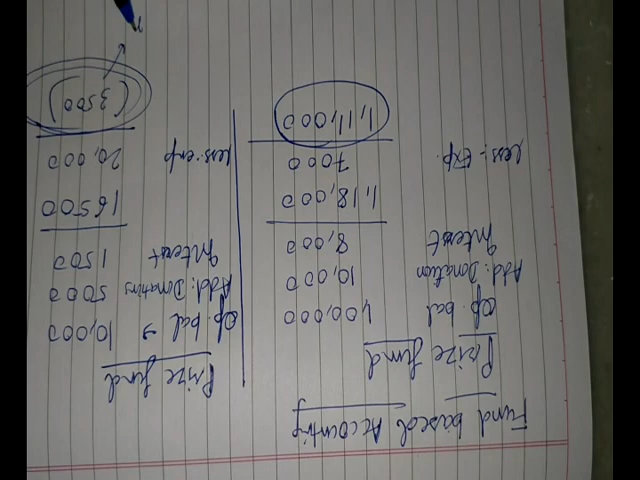 Fund based Accounting
Prize fund
Op. bal 1,00,000
Add: Donation 10,000
Interest 8,000
1,18,000
Less: Exp. 7000
1,11,000
Prize fund
Op. bal → 10,000
Add: Donations 5000
Interest 1500
16500
Less: exp 20,000
(3500)